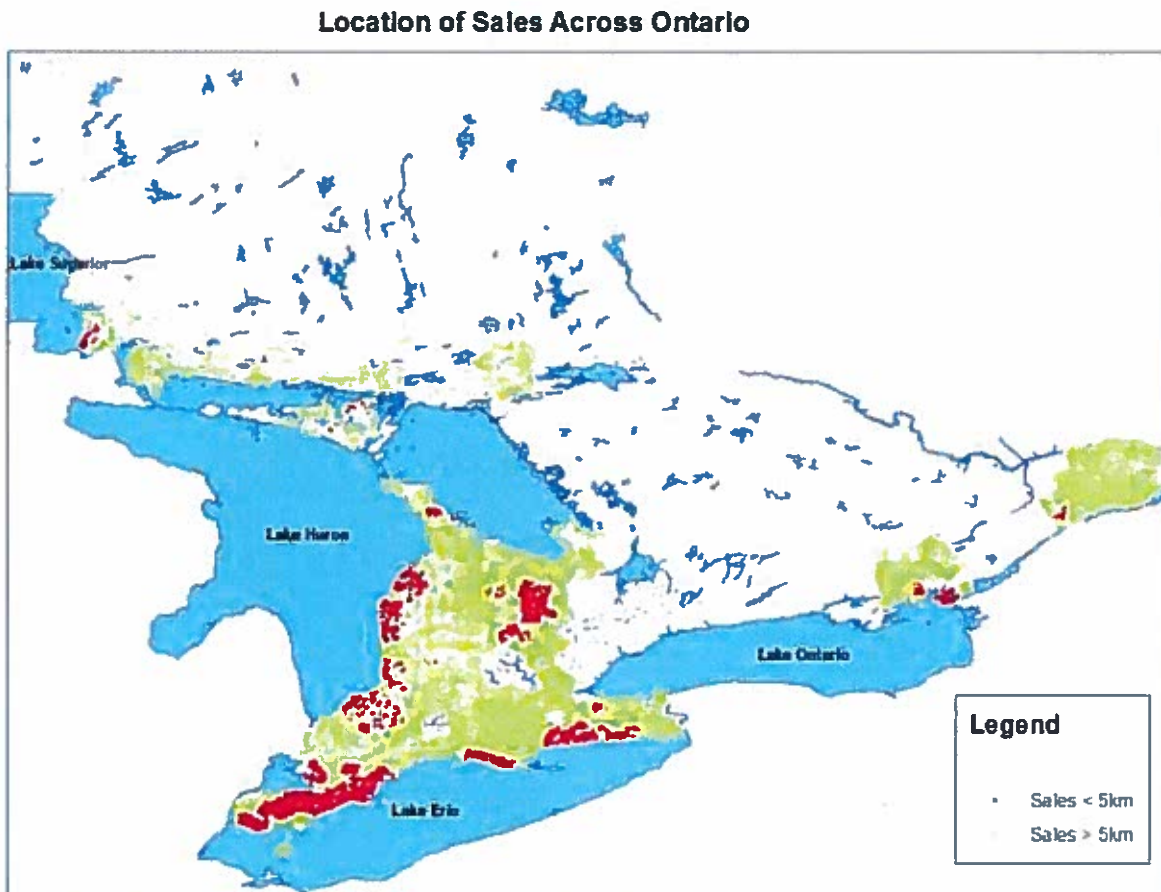 Location of Sales Across Ontario
Lake Superior
Lake Huron
Lake Ontario
Lake Erie
Legend
Sales < 5km
Sales > 5km